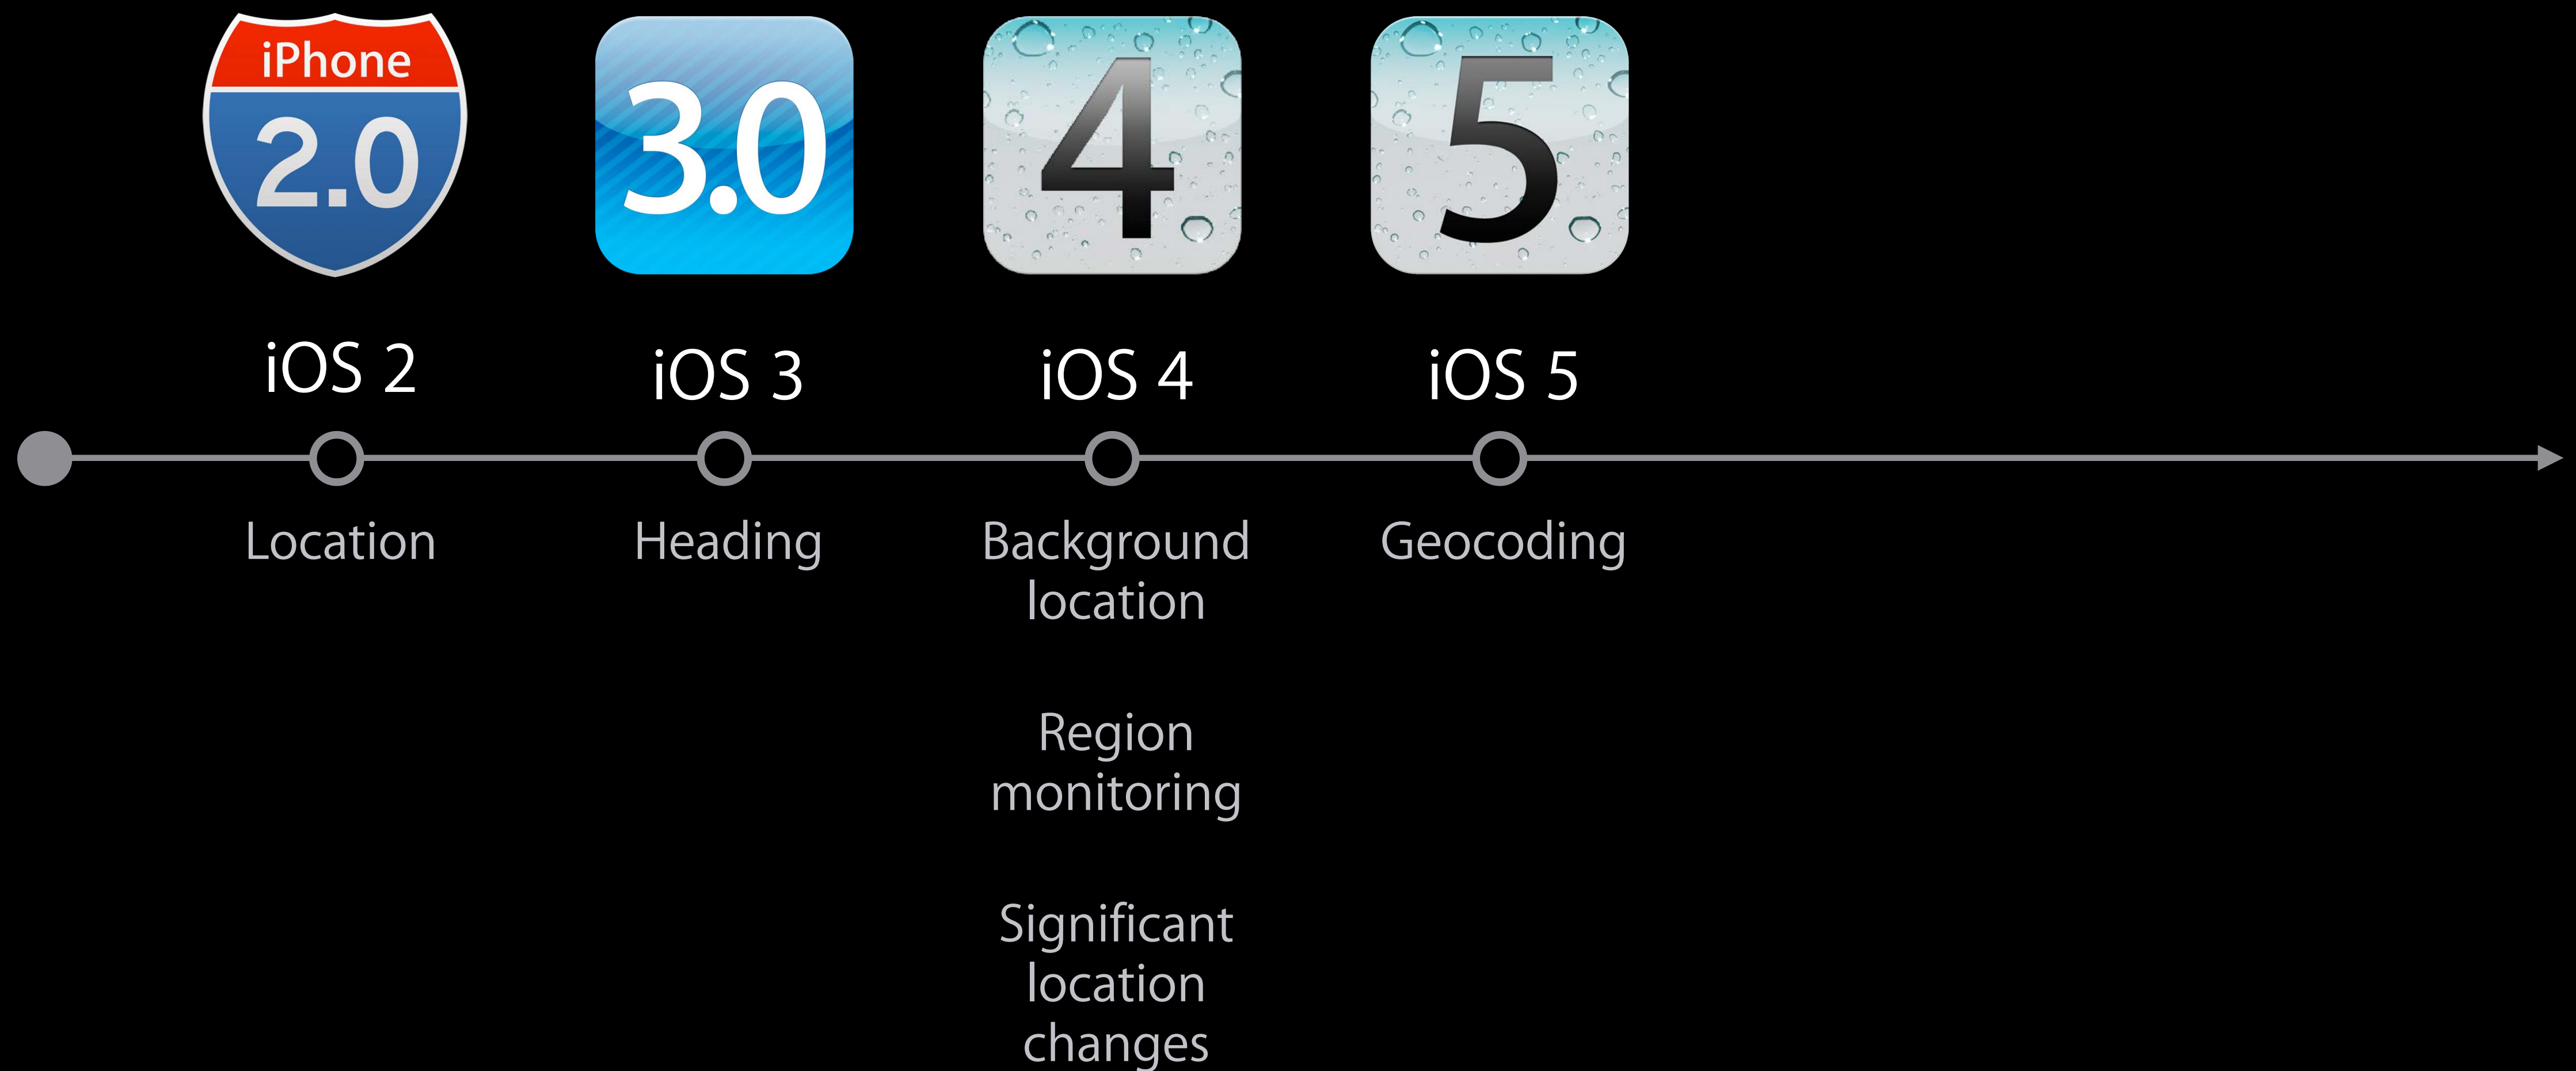 iPhone
2.0
3.0
4
5
iOS 2
iOS 3
iOS 4
iOS 5
Location
Heading
Background
location
Geocoding
Region
monitoring
Significant
location
changes